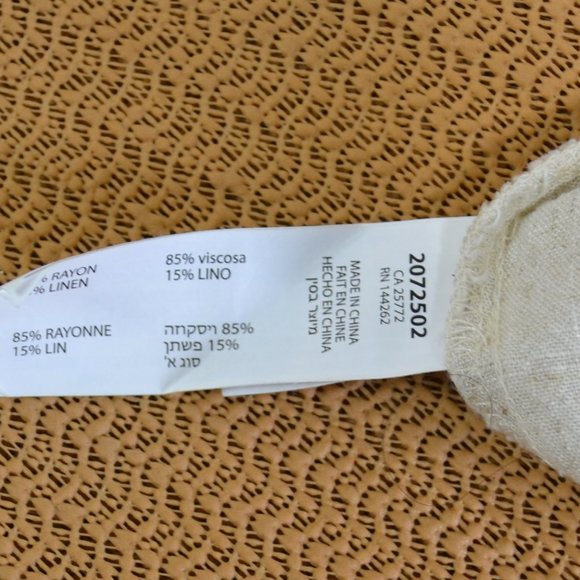 % RAYON
% LINEN
85% viscosa
15% LINO
85% RAYONNE
15% LIN
85% ויסקוזה
15% פשתן
סוג א'
MADE IN CHINA
FAIT EN CHINE
HECHO EN CHINA
מיוצר בסין
2072502
CA 25772
RN 144262